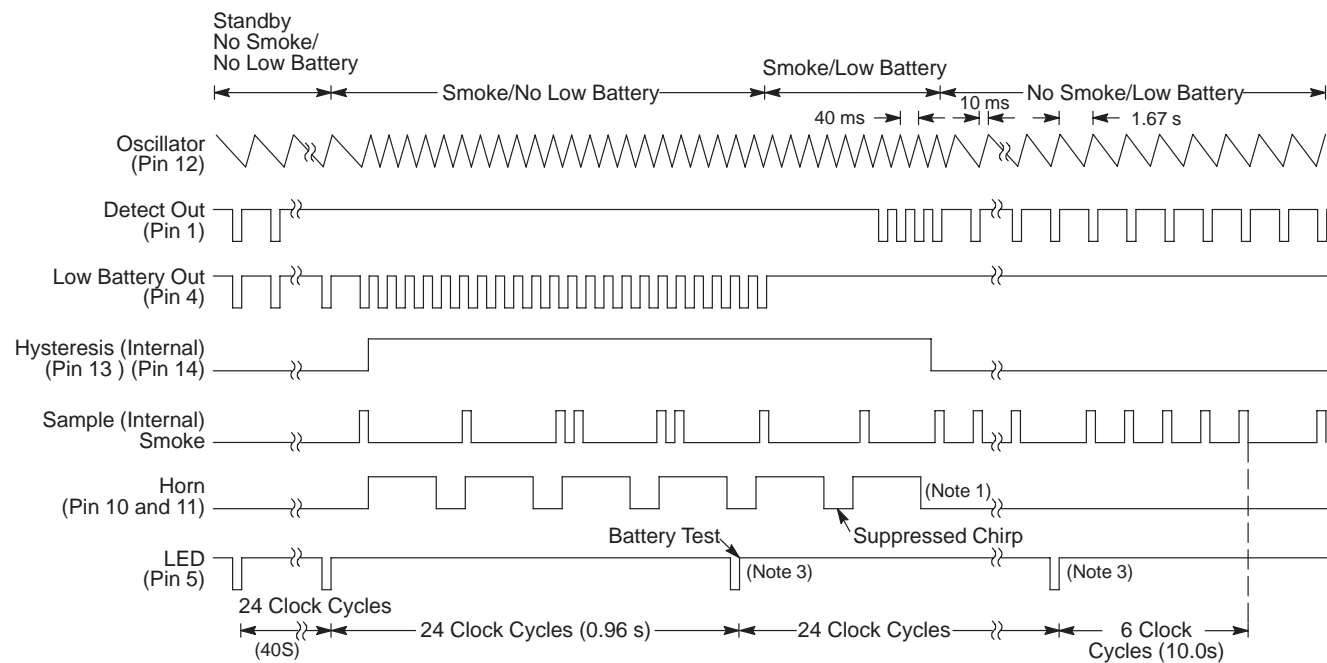 Standby
No Smoke/
No Low Battery
Smoke/No Low Battery
Smoke/Low Battery
No Smoke/Low Battery
40 ms
10 ms
1.67 s
Oscillator
(Pin 12)
Detect Out
(Pin 1)
Low Battery Out
(Pin 4)
Hysteresis (Internal)
(Pin 13 ) (Pin 14)
Sample (Internal)
Smoke
Horn
(Pin 10 and 11)
(Note 1)
Suppressed Chirp
Battery Test
LED
(Pin 5)
(Note 3)
(Note 3)
24 Clock Cycles
(40S)
24 Clock Cycles (0.96 s)
24 Clock Cycles
6 Clock
Cycles (10.0s)